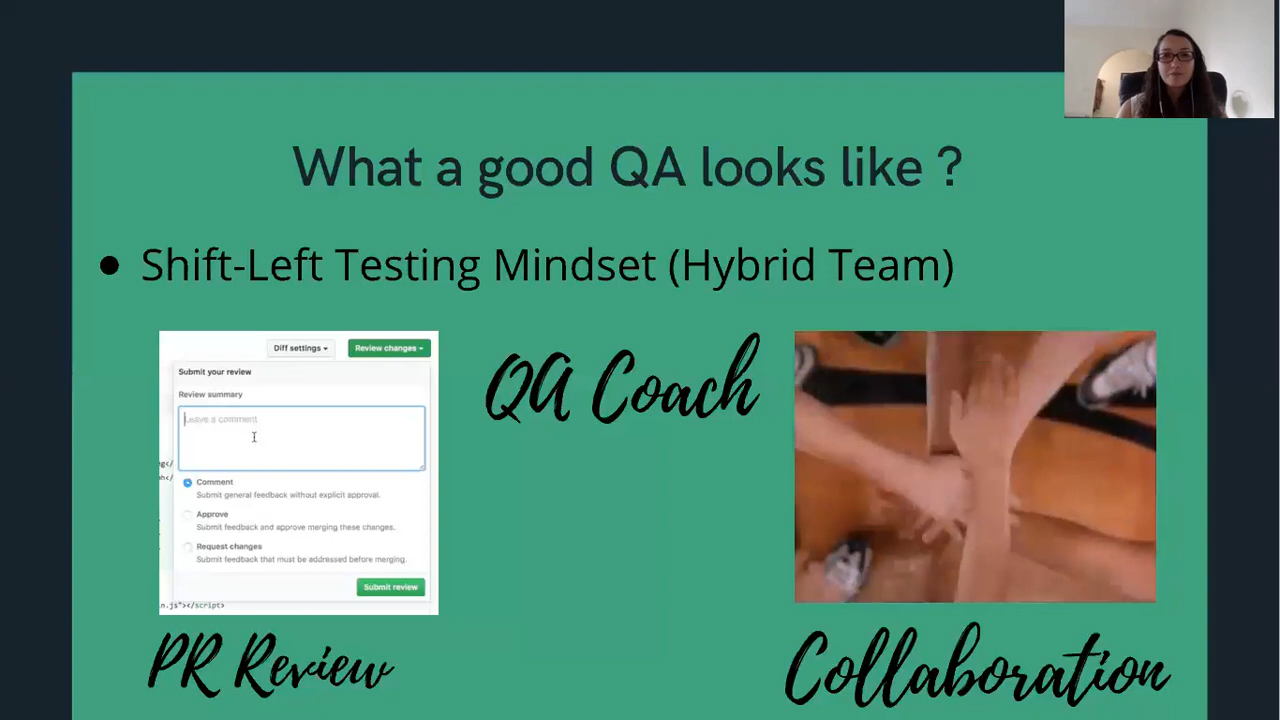 What a good QA looks like ?
● Shift-Left Testing Mindset (Hybrid Team)
Diff settings
Review changes
Submit your review
Review summary
Leave a comment
Comment
Submit general feedback without explicit approval.
Approve
Submit feedback and approve merging these changes.
Request changes
Submit feedback that must be addressed before merging.
Submit review
n.js"></script>
PR Review
QA Coach
Collaboration